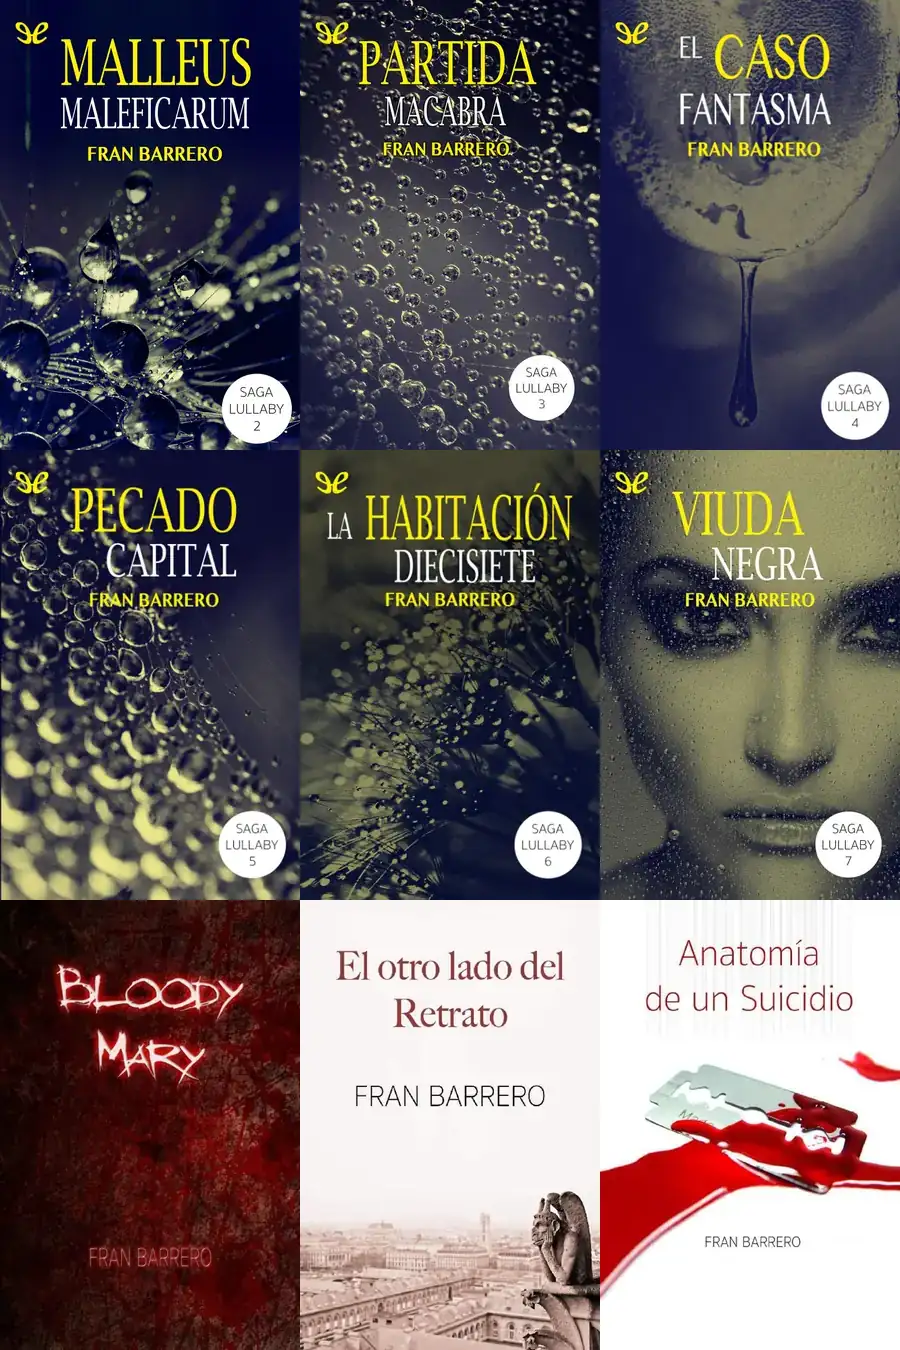 MALLEUS
MALEFICARUM
FRAN BARRERO
SAGA
LULLABY
2
PARTIDA
MACABRA
FRAN BARRERO
SAGA
LULLABY
3
EL CASO
FANTASMA
FRAN BARRERO
SAGA
LULLABY
4
PECADO
CAPITAL
FRAN BARRERO
SAGA
LULLABY
5
LA HABITACIÓN
DIECISIETE
FRAN BARRERO
SAGA
LULLABY
6
VIUDA
NEGRA
FRAN BARRERO
SAGA
LULLABY
7
BLOODY
MARY
FRAN BARRERO
El otro lado del
Retrato
FRAN BARRERO
Anatomía
de un Suicidio
FRAN BARRERO